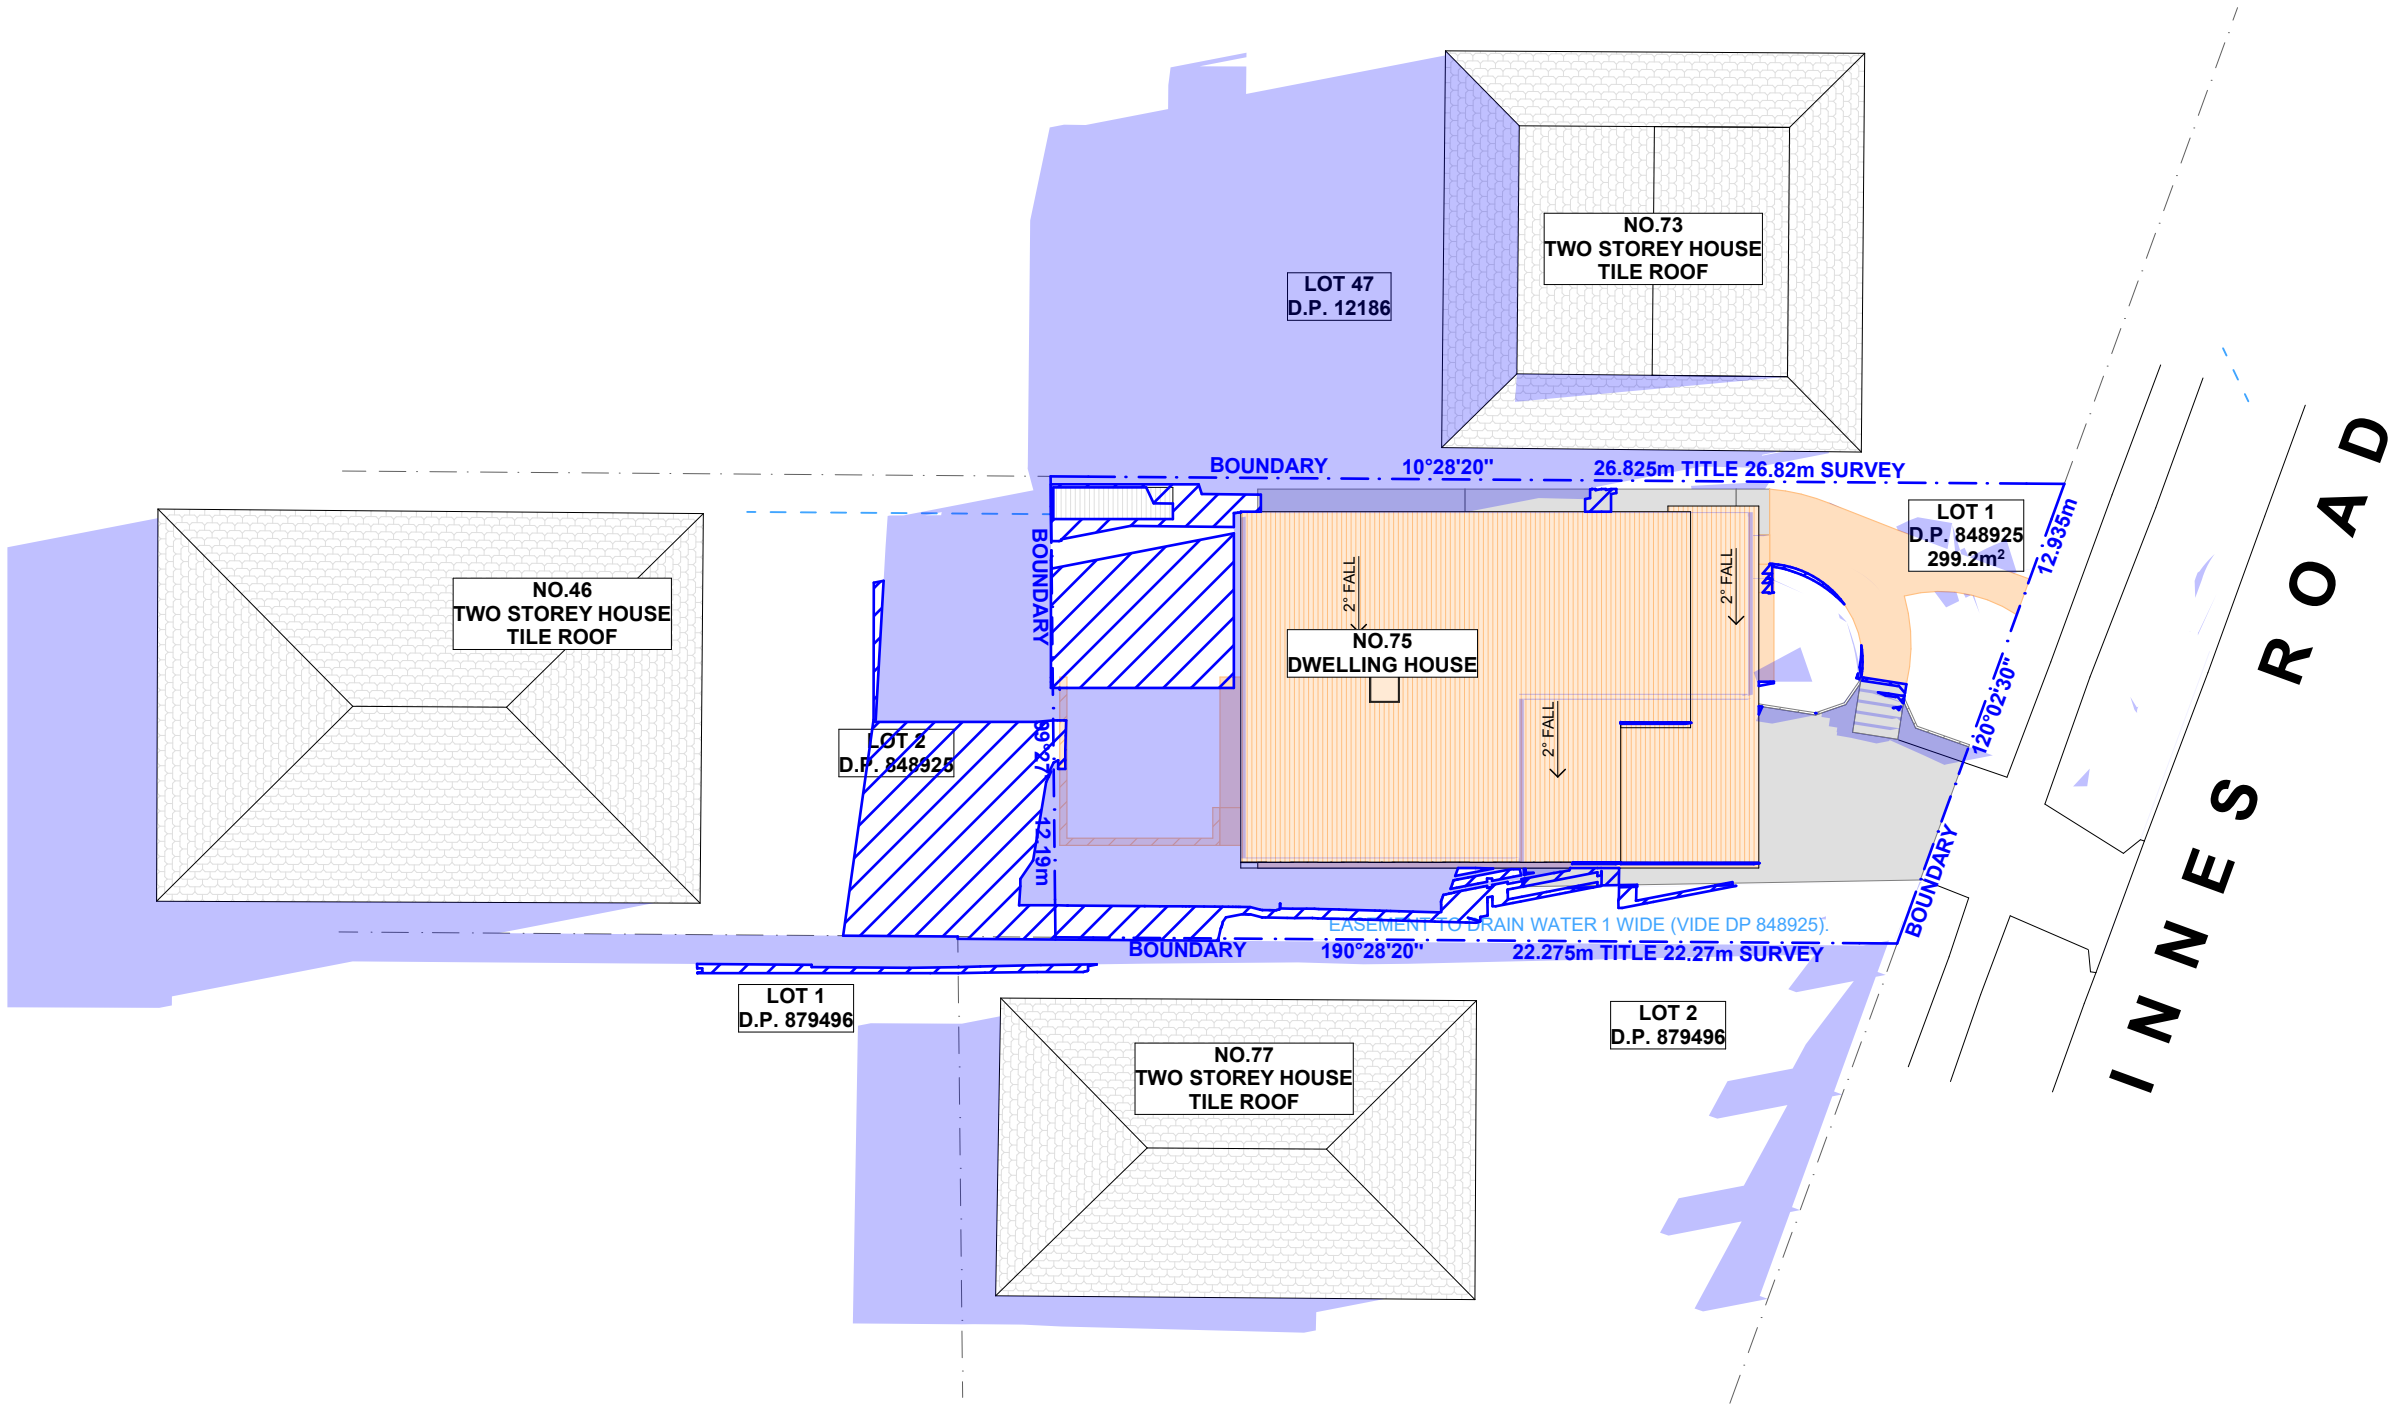 NO.73
TWO STOREY HOUSE
TILE ROOF
LOT 47
D.P. 12186
BOUNDARY 10°28'20" 26.825m TITLE 26.82m SURVEY
LOT 1
D.P. 848925
299.2m²
12.935m
120°02'30"
BOUNDARY
INNES ROAD
NO.46
TWO STOREY HOUSE
TILE ROOF
BOUNDARY
99°27'
12.19m
2° FALL
2° FALL
2° FALL
NO.75
DWELLING HOUSE
LOT 2
D.P. 848925
EASEMENT TO DRAIN WATER 1 WIDE (VIDE DP 848925).
BOUNDARY 190°28'20" 22.275m TITLE 22.27m SURVEY
LOT 1
D.P. 879496
LOT 2
D.P. 879496
NO.77
TWO STOREY HOUSE
TILE ROOF